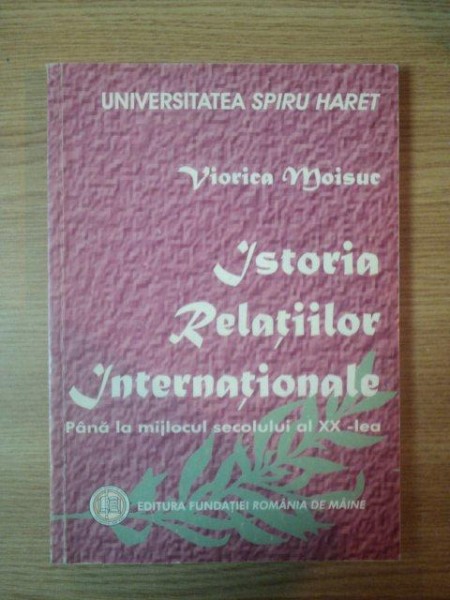 UNIVERSITATEA SPIRU HARET
Viorica Moisuc
Istoria
Relațiilor
Internaționale
Până la mijlocul secolului al XX -lea
EDITURA FUNDAȚIEI ROMÂNIA DE MÂINE